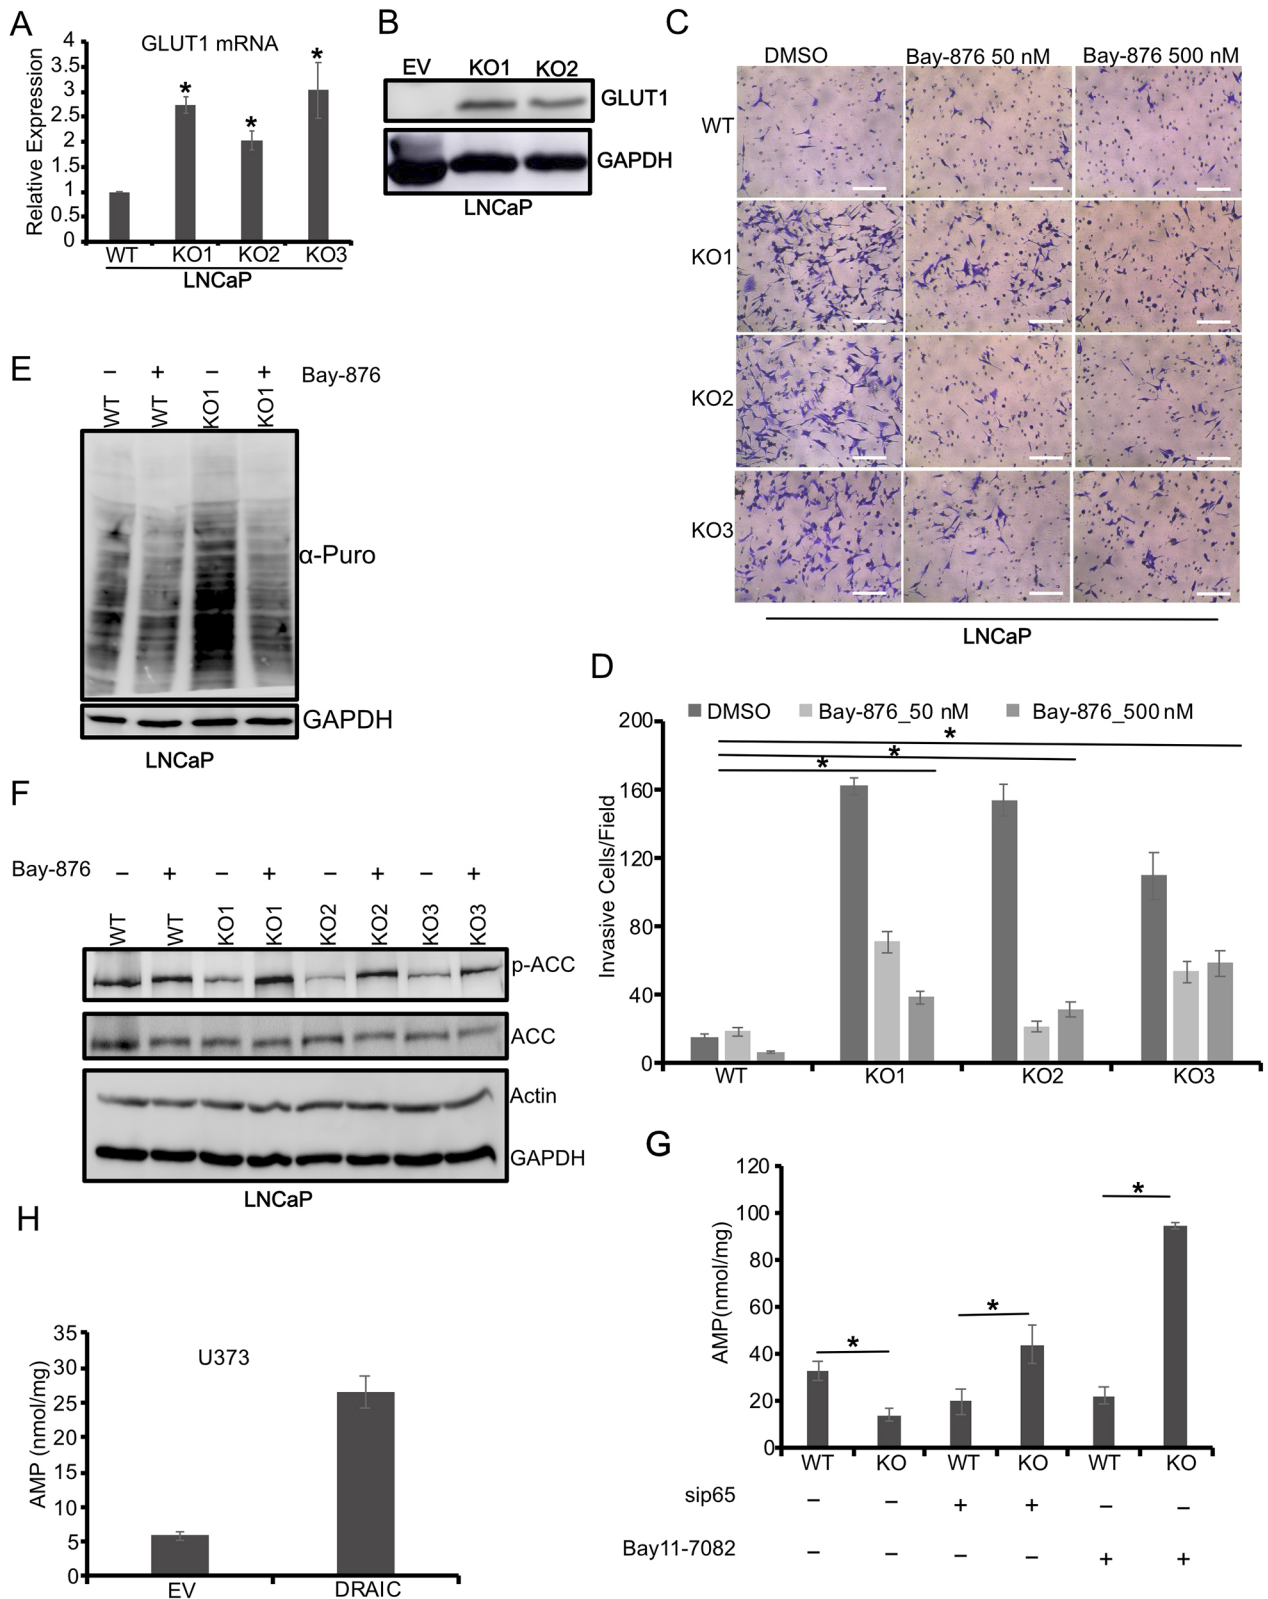 A
GLUT1 mRNA
Relative Expression
4
3.5
3
2.5
2
1.5
1
0.5
0
*
*
*
WT
KO1
KO2
KO3
LNCaP
B
EV
KO1
KO2
GLUT1
GAPDH
LNCaP
C
DMSO
Bay-876 50 nM
Bay-876 500 nM
WT
KO1
KO2
KO3
LNCaP
E
− + − + Bay-876
WT
WT
KO1
KO1
α-Puro
GAPDH
LNCaP
D
DMSO
Bay-876_50 nM
Bay-876_500 nM
Invasive Cells/Field
200
160
120
80
40
0
*
*
*
WT
KO1
KO2
KO3
F
Bay-876 − + − + − + − +
WT
WT
KO1
KO1
KO2
KO2
KO3
KO3
p-ACC
ACC
Actin
GAPDH
LNCaP
G
AMP(nmol/mg)
120
100
80
60
40
20
0
*
*
*
WT
KO
WT
KO
WT
KO
sip65 − − + + − −
Bay11-7082 − − − − + +
H
U373
AMP (nmol/mg)
35
30
25
20
15
10
5
0
EV
DRAIC